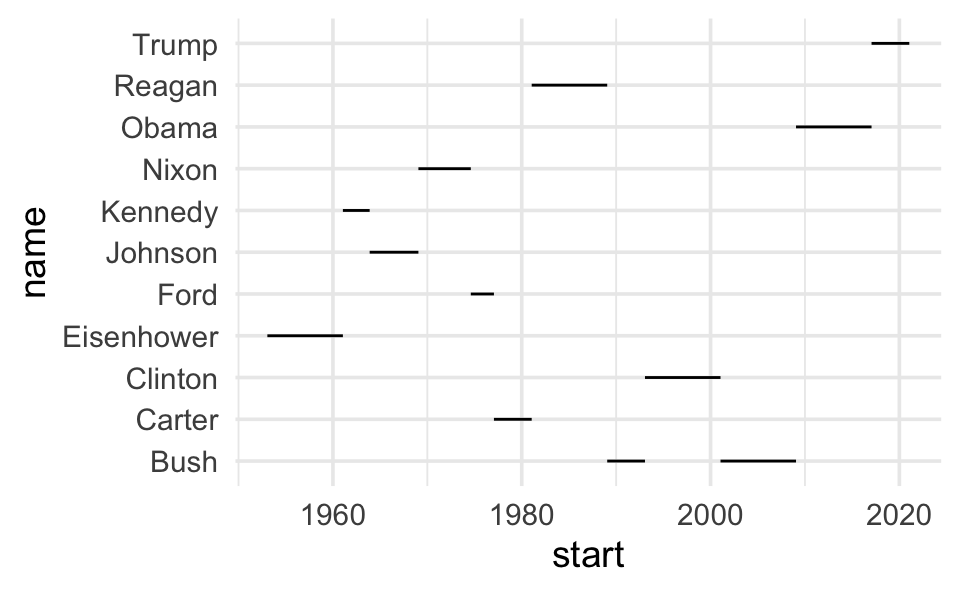 Trump
Reagan
Obama
Nixon
Kennedy
Johnson
Ford
Eisenhower
Clinton
Carter
Bush
name
1960 1980 2000 2020
start